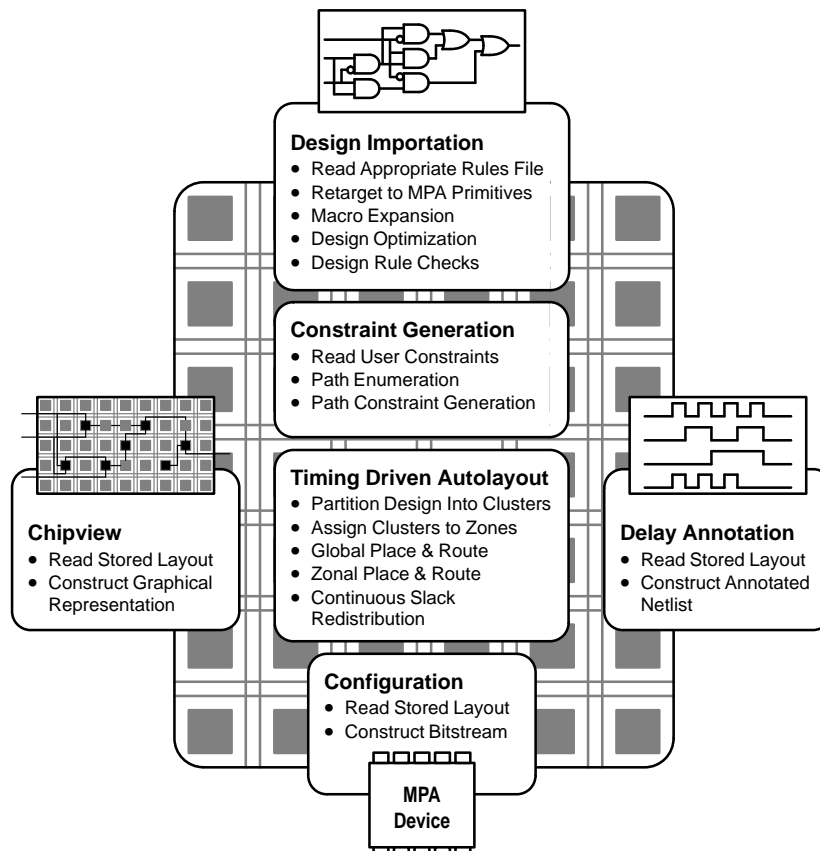 Design Importation
• Read Appropriate Rules File
• Retarget to MPA Primitives
• Macro Expansion
• Design Optimization
• Design Rule Checks
Constraint Generation
• Read User Constraints
• Path Enumeration
• Path Constraint Generation
Timing Driven Autolayout
• Partition Design Into Clusters
• Assign Clusters to Zones
• Global Place & Route
• Zonal Place & Route
• Continuous Slack
Redistribution
Chipview
• Read Stored Layout
• Construct Graphical
Representation
Delay Annotation
• Read Stored Layout
• Construct Annotated
Netlist
Configuration
• Read Stored Layout
• Construct Bitstream
MPA
Device